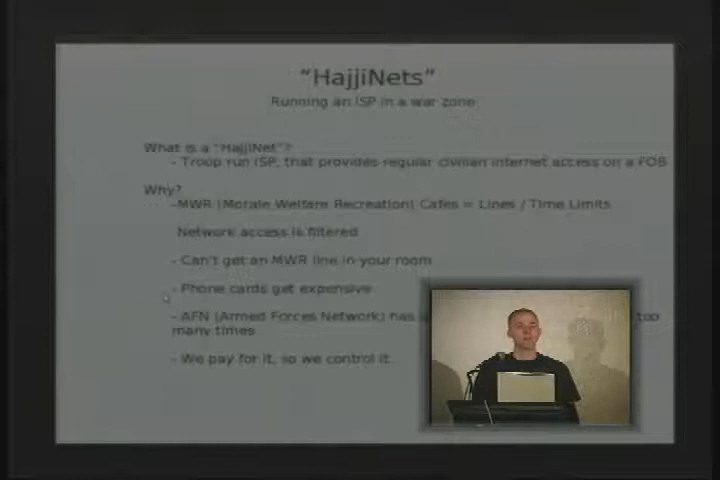 “HajjiNets”
Running an ISP in a war zone
What is a “HajjiNet”?
- Troop run ISP, that provides regular civilian internet access on a FOB
Why?
-MWR (Morale Welfare Recreation) Cafes = Lines / Time Limits
Network access is filtered
- Can't get an MWR line in your room
- Phone cards get expensive
- AFN (Armed Forces Network) has too
many times
- We pay for it, so we control it